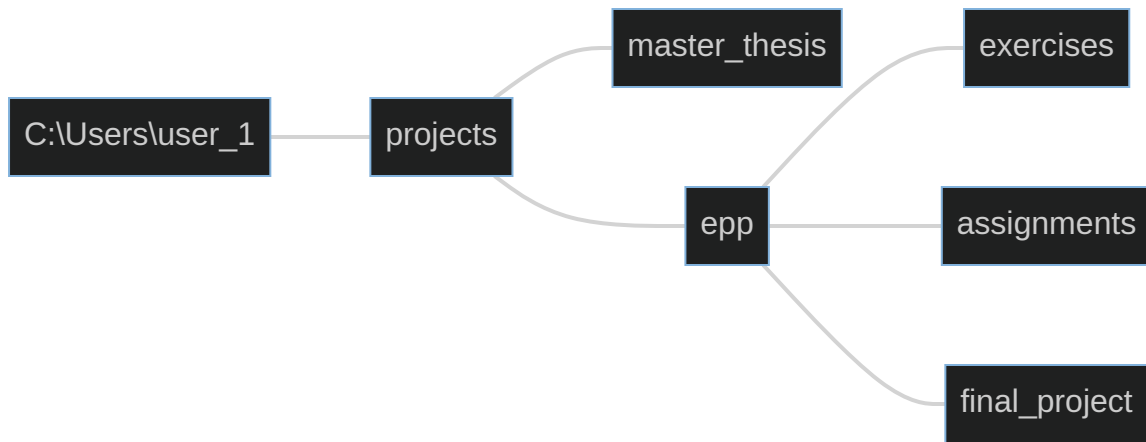 C:\Users\user_1
projects
master_thesis
epp
exercises
assignments
final_project